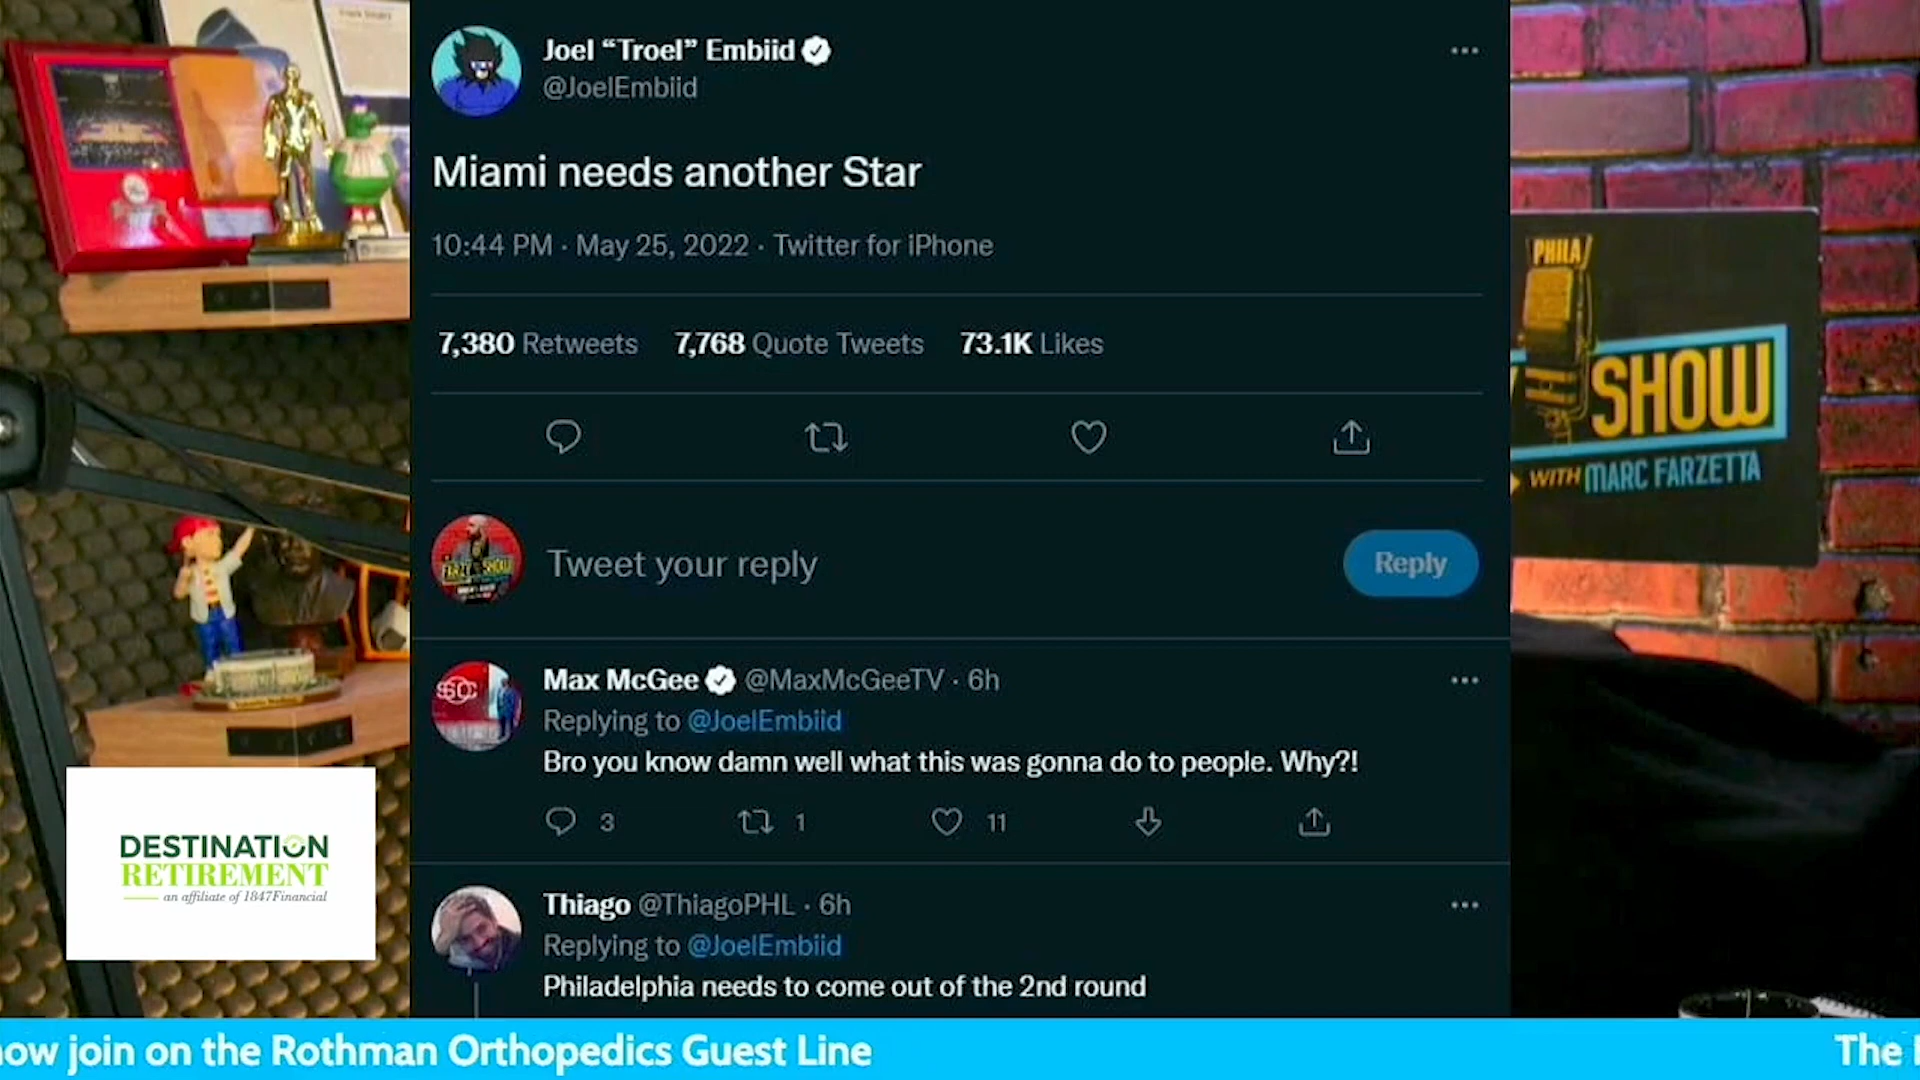 Joel “Troel” Embiid
@JoelEmbiid
Miami needs another Star
10:44 PM · May 25, 2022 · Twitter for iPhone
7,380 Retweets 7,768 Quote Tweets 73.1K Likes
Tweet your reply
Reply
FARZY SHOW
Max McGee @MaxMcGeeTV · 6h
Replying to @JoelEmbiid
Bro you know damn well what this was gonna do to people. Why?!
3 1 11
SC
Thiago @ThiagoPHL · 6h
Replying to @JoelEmbiid
Philadelphia needs to come out of the 2nd round
PHILA
SHOW
WITH MARC FARZETTA
DESTINATION
RETIREMENT
an affiliate of 1847Financial
ow join on the Rothman Orthopedics Guest Line
The